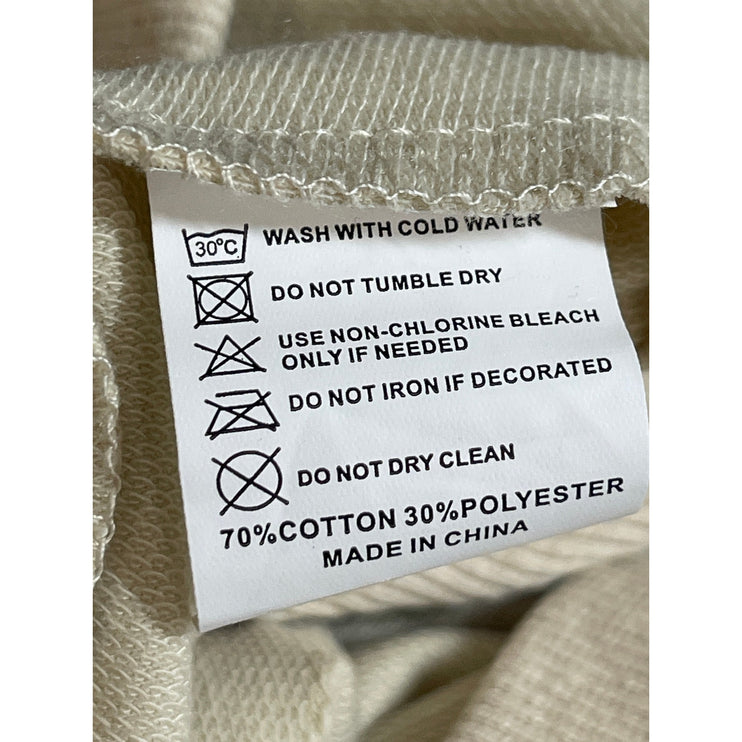 30°C WASH WITH COLD WATER
DO NOT TUMBLE DRY
USE NON-CHLORINE BLEACH
ONLY IF NEEDED
DO NOT IRON IF DECORATED
DO NOT DRY CLEAN
70%COTTON 30%POLYESTER
MADE IN CHINA